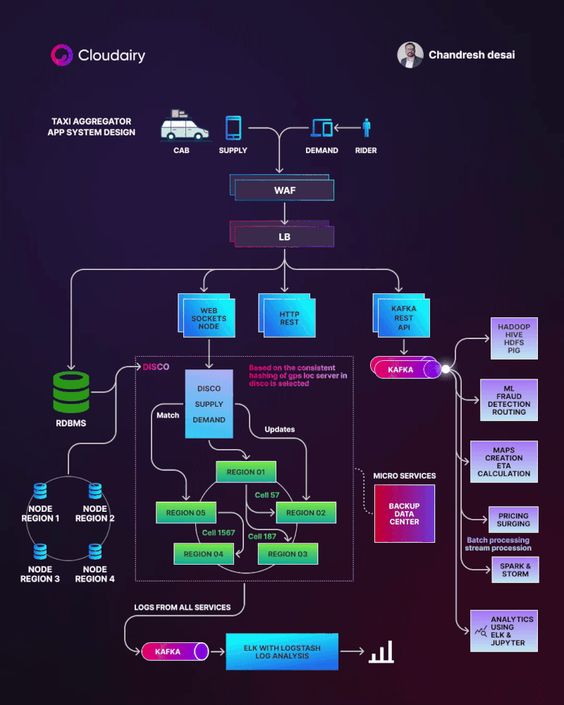 Cloudairy
Chandresh desai
TAXI AGGREGATOR
APP SYSTEM DESIGN
CAB
SUPPLY
DEMAND
RIDER
WAF
LB
WEB
SOCKETS
NODE
HTTP
REST
KAFKA
REST
API
HADOOP
HIVE
HDFS
PIG
KAFKA
DISCO
Based on the consistent
hashing of gps loc server in
disco is selected
RDBMS
DISCO
SUPPLY
DEMAND
Match
Updates
ML
FRAUD
DETECTION
ROUTING
MAPS
CREATION
ETA
CALCULATION
REGION 01
Cell 57
REGION 05
REGION 02
Cell 1567
Cell 187
REGION 04
REGION 03
MICRO SERVICES
BACKUP
DATA
CENTER
NODE
REGION 1
NODE
REGION 2
NODE
REGION 3
NODE
REGION 4
PRICING
SURGING
Batch processing
stream procession
SPARK &
STORM
LOGS FROM ALL SERVICES
KAFKA
ELK WITH LOGSTASH
LOG ANALYSIS
ANALYTICS
USING
ELK &
JUPYTER